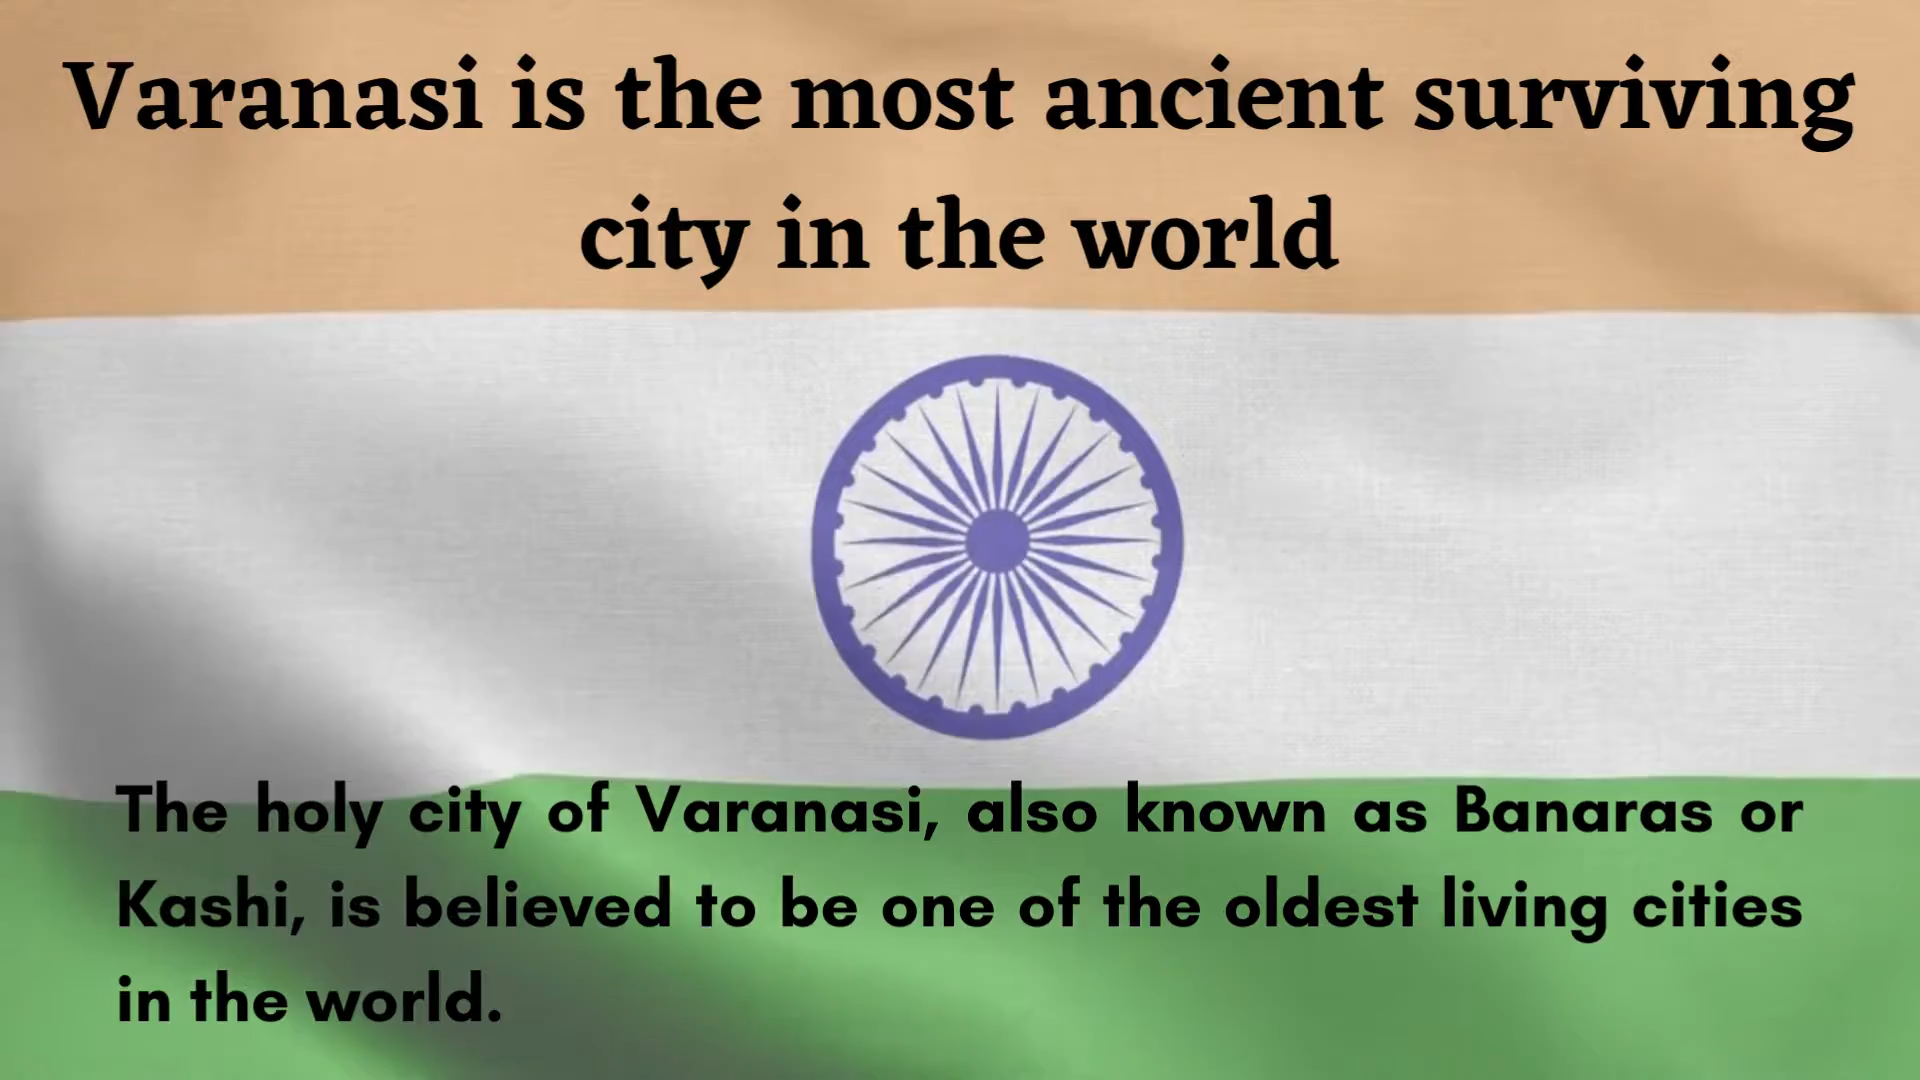 Varanasi is the most ancient surviving
city in the world
The holy city of Varanasi, also known as Banaras or
Kashi, is believed to be one of the oldest living cities
in the world.